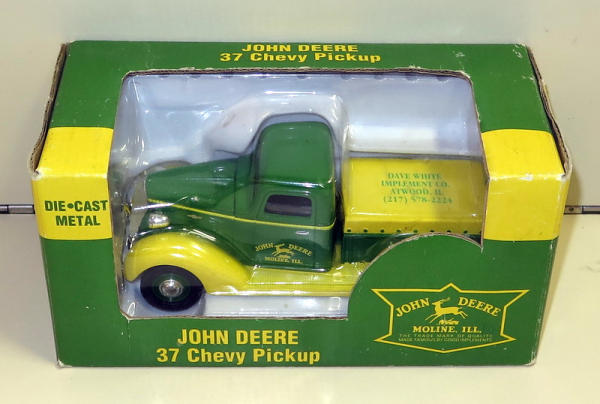 JOHN DEERE
37 Chevy Pickup
DIE•CAST
METAL
DAVE WHITE
IMPLEMENT CO.
ATWOOD, IL
(217) 578-2224
JOHN DEERE
MOLINE, ILL.
JOHN DEERE
MOLINE, ILL.
THE TRADE MARK OF QUALITY
MADE FAMOUS BY GOOD IMPLEMENTS
JOHN DEERE
37 Chevy Pickup